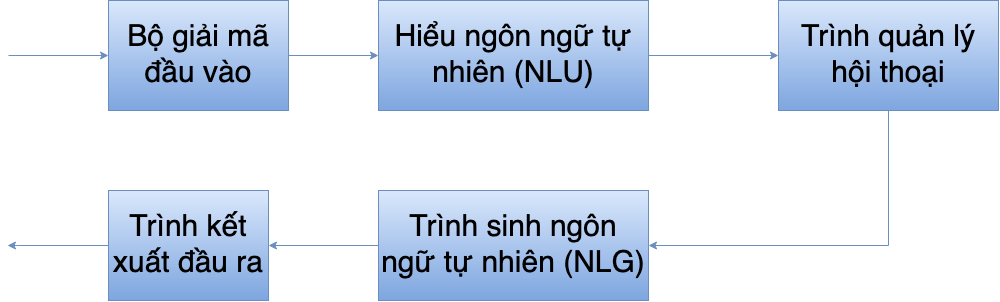 Bộ giải mã
đầu vào
Hiểu ngôn ngữ tự
nhiên (NLU)
Trình quản lý
hội thoại
Trình kết
xuất đầu ra
Trình sinh ngôn
ngữ tự nhiên (NLG)